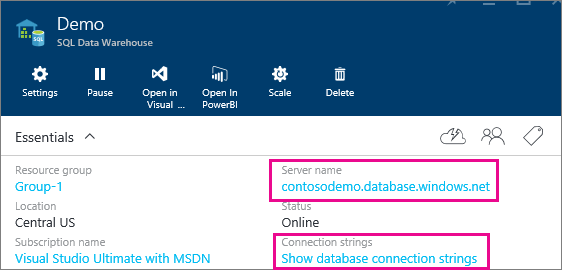 Demo
SQL Data Warehouse
SQL
Settings
Pause
Open in
Visual ...
Open In
PowerBI
Scale
Delete
Essentials
Resource group
Group-1
Server name
contosodemo.database.windows.net
Location
Central US
Status
Online
Subscription name
Visual Studio Ultimate with MSDN
Connection strings
Show database connection strings